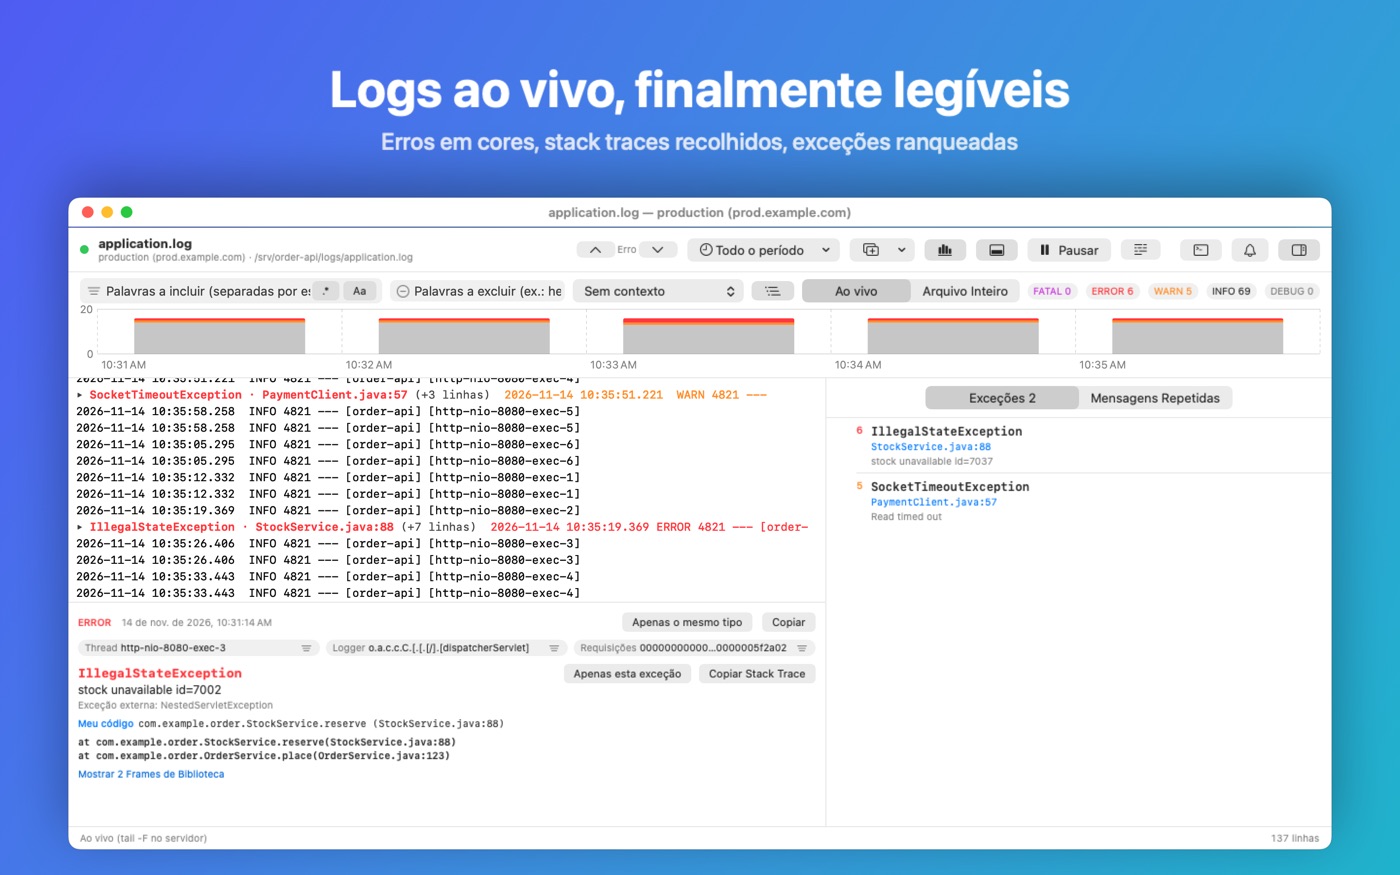 Logs ao vivo, finalmente legíveis
Erros em cores, stack traces recolhidos, exceções ranqueadas
application.log — production (prod.example.com)
application.log
production (prod.example.com) · /srv/order-api/logs/application.log
Erro
Todo o período
Pausar
Palavras a incluir (separadas por es
.*
Aa
Palavras a excluir (ex.: he
Sem contexto
Ao vivo
Arquivo Inteiro
FATAL 0
ERROR 6
WARN 5
INFO 69
DEBUG 0
20
0
10:31 AM
10:32 AM
10:33 AM
10:34 AM
10:35 AM
2026-11-14 10:35:51.221  INFO 4821 --- [order-api] [http-nio-8080-exec-4]
▸ SocketTimeoutException · PaymentClient.java:57 (+3 linhas)  2026-11-14 10:35:51.221  WARN 4821 ---
2026-11-14 10:35:58.258  INFO 4821 --- [order-api] [http-nio-8080-exec-5]
2026-11-14 10:35:58.258  INFO 4821 --- [order-api] [http-nio-8080-exec-5]
2026-11-14 10:35:05.295  INFO 4821 --- [order-api] [http-nio-8080-exec-6]
2026-11-14 10:35:05.295  INFO 4821 --- [order-api] [http-nio-8080-exec-6]
2026-11-14 10:35:12.332  INFO 4821 --- [order-api] [http-nio-8080-exec-1]
2026-11-14 10:35:12.332  INFO 4821 --- [order-api] [http-nio-8080-exec-1]
2026-11-14 10:35:19.369  INFO 4821 --- [order-api] [http-nio-8080-exec-2]
▸ IllegalStateException · StockService.java:88 (+7 linhas)  2026-11-14 10:35:19.369 ERROR 4821 --- [order-
2026-11-14 10:35:26.406  INFO 4821 --- [order-api] [http-nio-8080-exec-3]
2026-11-14 10:35:26.406  INFO 4821 --- [order-api] [http-nio-8080-exec-3]
2026-11-14 10:35:33.443  INFO 4821 --- [order-api] [http-nio-8080-exec-4]
2026-11-14 10:35:33.443  INFO 4821 --- [order-api] [http-nio-8080-exec-4]
Exceções 2
Mensagens Repetidas
6 IllegalStateException
StockService.java:88
stock unavailable id=7037
5 SocketTimeoutException
PaymentClient.java:57
Read timed out
ERROR 14 de nov. de 2026, 10:31:14 AM
Apenas o mesmo tipo
Copiar
Thread http-nio-8080-exec-3
Logger o.a.c.c.C.[.[.[/].[dispatcherServlet]
Requisições 00000000000...0000005f2a02
IllegalStateException
Apenas esta exceção
Copiar Stack Trace
stock unavailable id=7002
Exceção externa: NestedServletException
Meu código com.example.order.StockService.reserve (StockService.java:88)
at com.example.order.StockService.reserve(StockService.java:88)
at com.example.order.OrderService.place(OrderService.java:123)
Mostrar 2 Frames de Biblioteca
Ao vivo (tail -F no servidor)
137 linhas